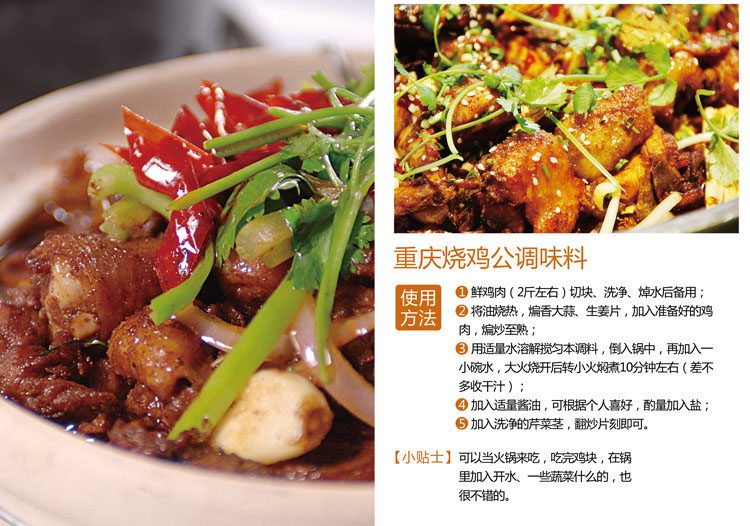 重庆烧鸡公调味料
使用
方法
❶ 鲜鸡肉（2斤左右）切块、洗净、焯水后备用；
❷ 将油烧热，煸香大蒜、生姜片，加入准备好的鸡
肉，煸炒至熟；
❸ 用适量水溶解搅匀本调料，倒入锅中，再加入一
小碗水，大火烧开后转小火焖煮10分钟左右（差不
多收干汁）；
❹ 加入适量酱油，可根据个人喜好，酌量加入盐；
❺ 加入洗净的芹菜茎，翻炒片刻即可。
【小贴士】 可以当火锅来吃，吃完鸡块，在锅
里加入开水、一些蔬菜什么的，也
很不错的。